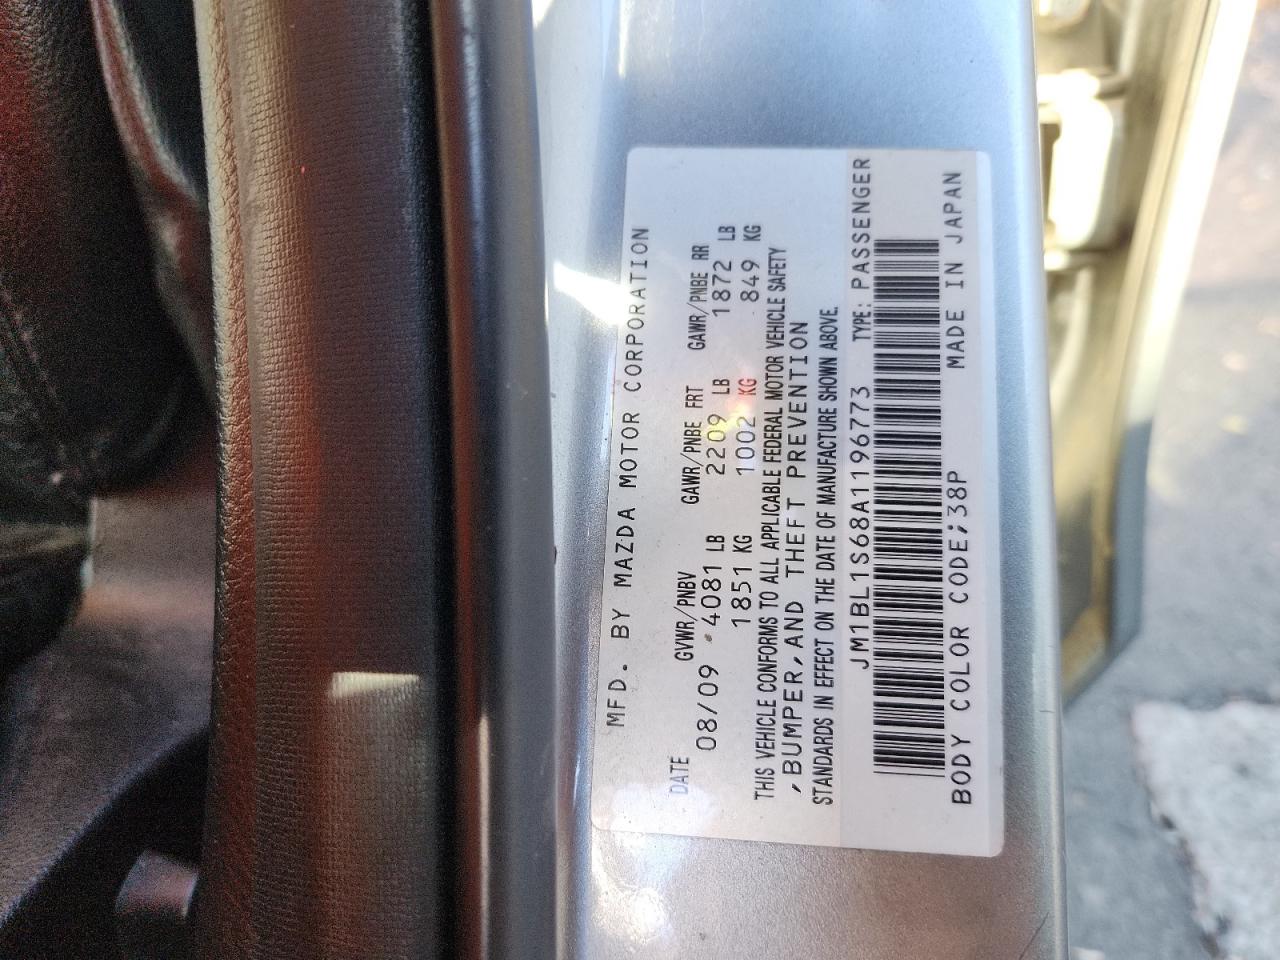 MFD. BY MAZDA MOTOR CORPORATION
DATE GVWR/PNBV GAWR/PNBE FRT GAWR/PNBE RR
08/09 4081 LB 2209 LB 1872 LB
1851 KG 1002 KG 849 KG
THIS VEHICLE CONFORMS TO ALL APPLICABLE FEDERAL MOTOR VEHICLE SAFETY
,BUMPER,AND THEFT PREVENTION
STANDARDS IN EFFECT ON THE DATE OF MANUFACTURE SHOWN ABOVE.
JM1BL1S68A1196773 TYPE: PASSENGER
BODY COLOR CODE;38P MADE IN JAPAN